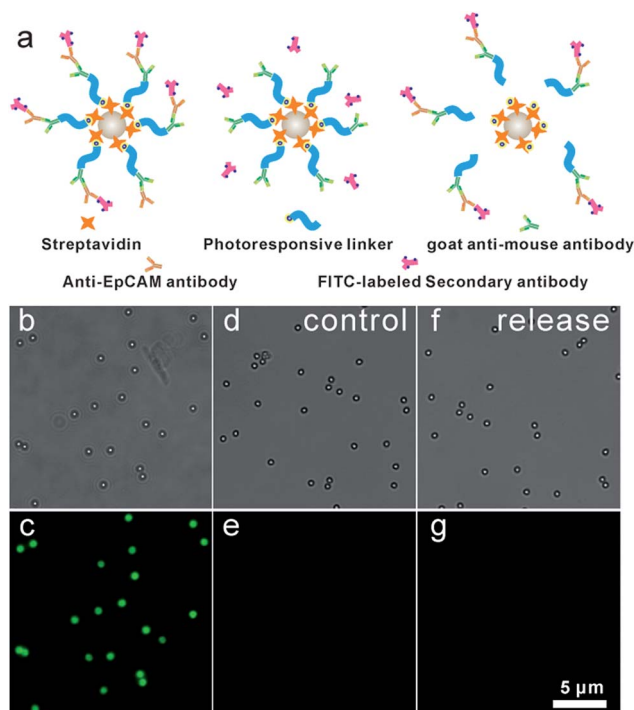 a
Streptavidin Photoresponsive linker goat anti-mouse antibody
Anti-EpCAM antibody FITC-labeled Secondary antibody
b d control f release
c e g
5 μm